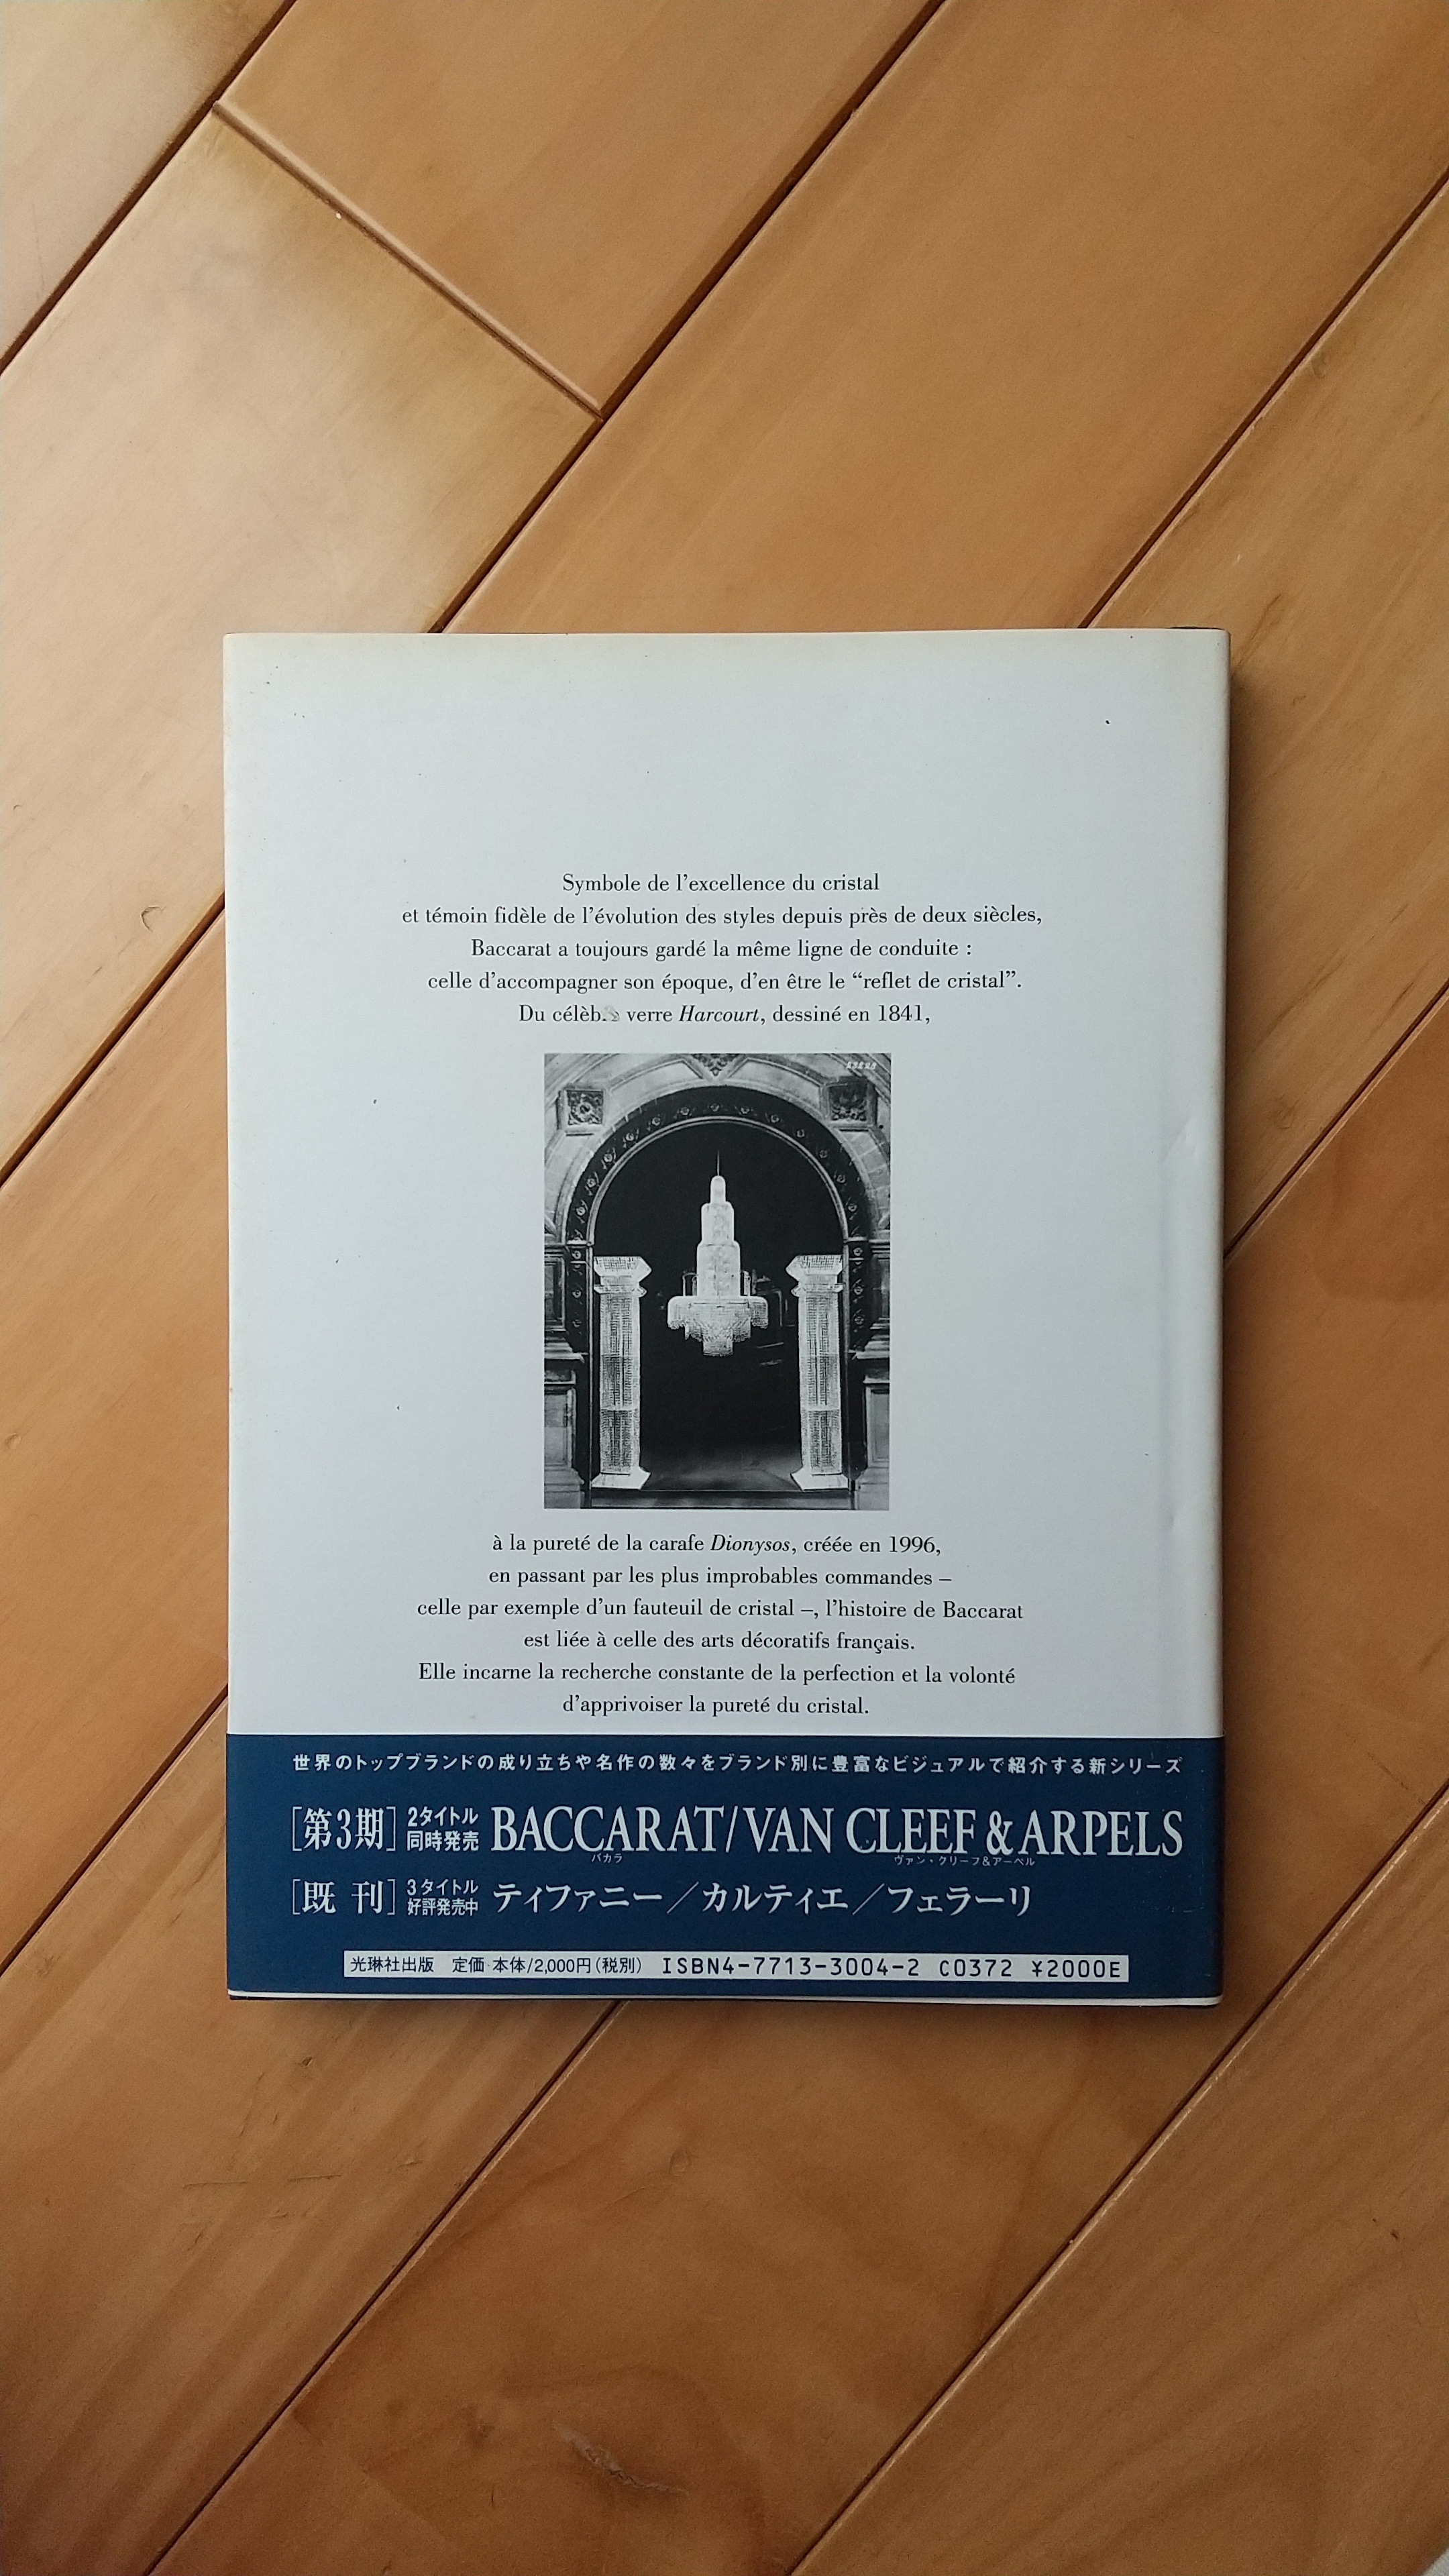 Symbole de l'excellence du cristal
et témoin fidèle de l'évolution des styles depuis près de deux siècles,
Baccarat a toujours gardé la même ligne de conduite :
celle d'accompagner son époque, d'en être le “reflet de cristal”.
Du verre Harcourt, dessiné en 1841,
à la pureté de la carafe Dionysos, créée en 1996,
en passant par les plus improbables commandes –
celle par exemple d'un fauteuil de cristal –, l'histoire de Baccarat
est liée à celle des arts décoratifs français.
Elle incarne la recherche constante de la perfection et la volonté
d'apprivoiser la pureté du cristal.
世界のトップブランドの成り立ちや名作の数々をブランド別に豊富なビジュアルで紹介する新シリーズ
[第3期] 2タイトル同時発売 BACCARAT/VAN CLEEF & ARPELS
バカラ ヴァン・クリーフ&アーペル
[既 刊] 3タイトル好評発売中 ティファニー／カルティエ／フェラーリ
光琳社出版 定価・本体/2,000円(税別) ISBN4-7713-3004-2 C0372 ¥2000E